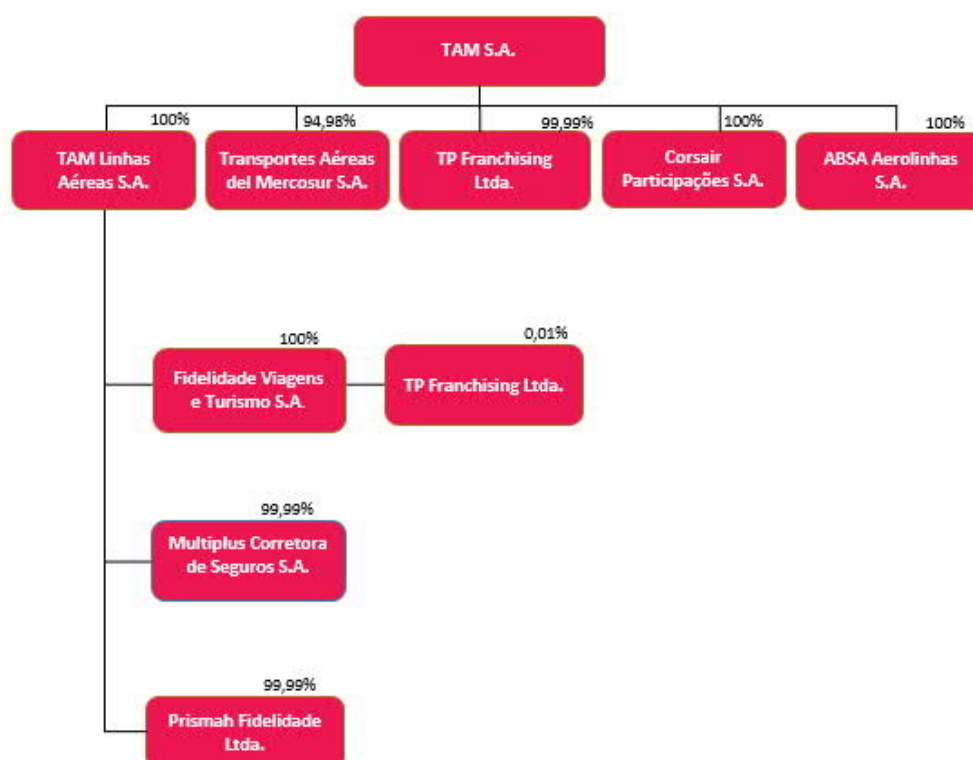 TAM S.A.
100%
94,98%
99,99%
100%
100%
TAM Linhas
Aéreas S.A.
Transportes Aéreas
del Mercosur S.A.
TP Franchising
Ltda.
Corsair
Participações S.A.
ABSA Aerolinhas
S.A.
100%
0,01%
Fidelidade Viagens
e Turismo S.A.
TP Franchising Ltda.
99,99%
Multiplus Corretora
de Seguros S.A.
99,99%
Prismah Fidelidade
Ltda.